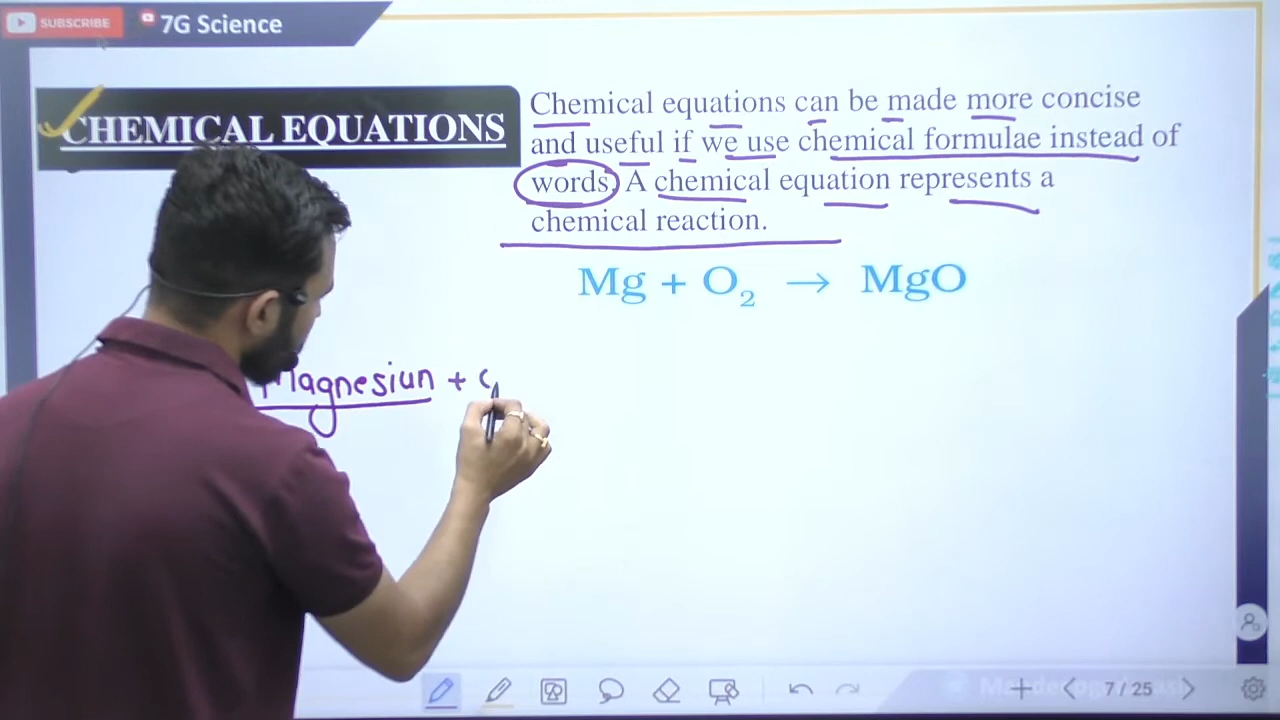 SUBSCRIBE
7G Science
CHEMICAL EQUATIONS
Chemical equations can be made more concise
and useful if we use chemical formulae instead of
words. A chemical equation represents a
chemical reaction.
Mg + O₂ → MgO
Magnesiun +
7 / 25